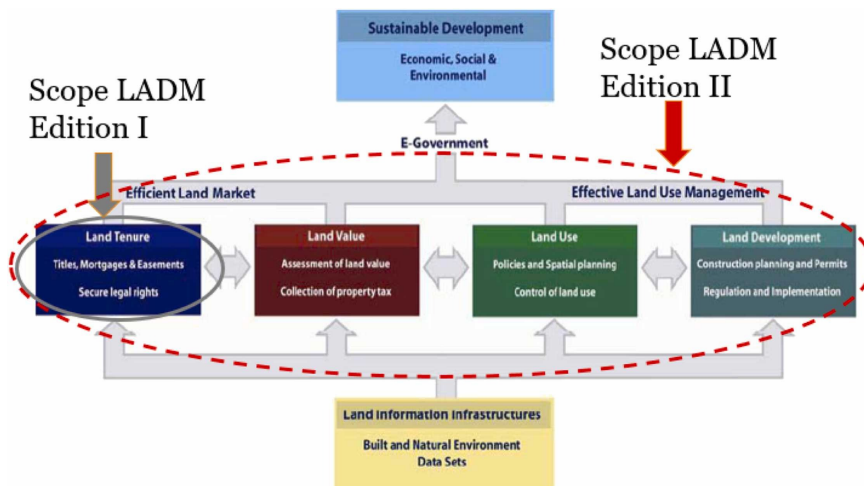 Sustainable Development
Economic, Social &
Environmental
Scope LADM
Edition I
Scope LADM
Edition II
E-Government
Efficient Land Market
Effective Land Use Management
Land Tenure
Titles, Mortgages & Easements
Secure legal rights
Land Value
Assessment of land value
Collection of property tax
Land Use
Policies and Spatial planning
Control of land use
Land Development
Construction planning and Permits
Regulation and Implementation
Land Information Infrastructures
Built and Natural Environment
Data Sets